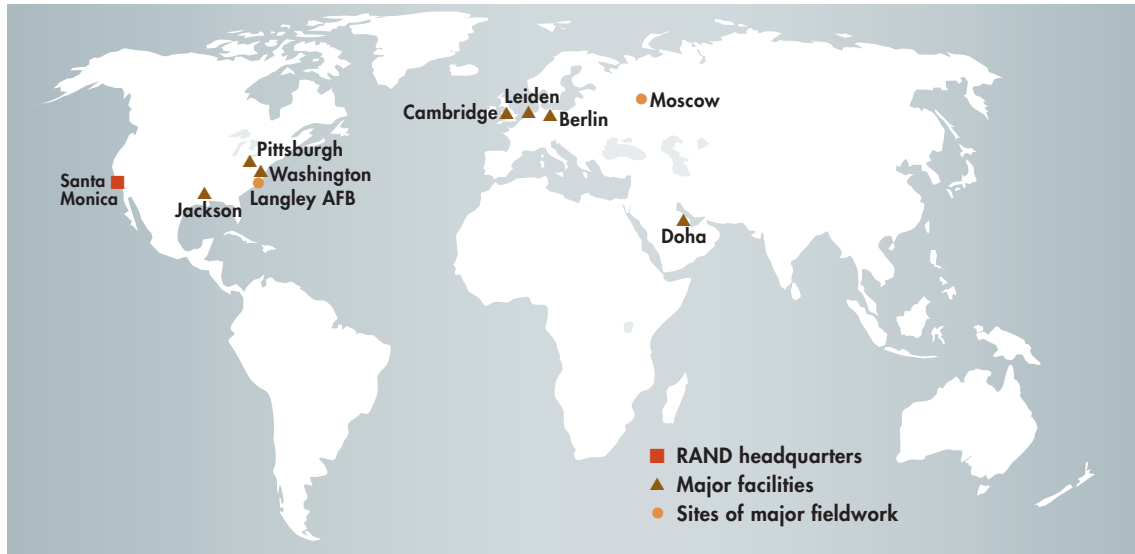 Leiden
Cambridge
Berlin
Moscow
Pittsburgh
Washington
Santa
Monica
Langley AFB
Jackson
Doha
RAND headquarters
Major facilities
Sites of major fieldwork